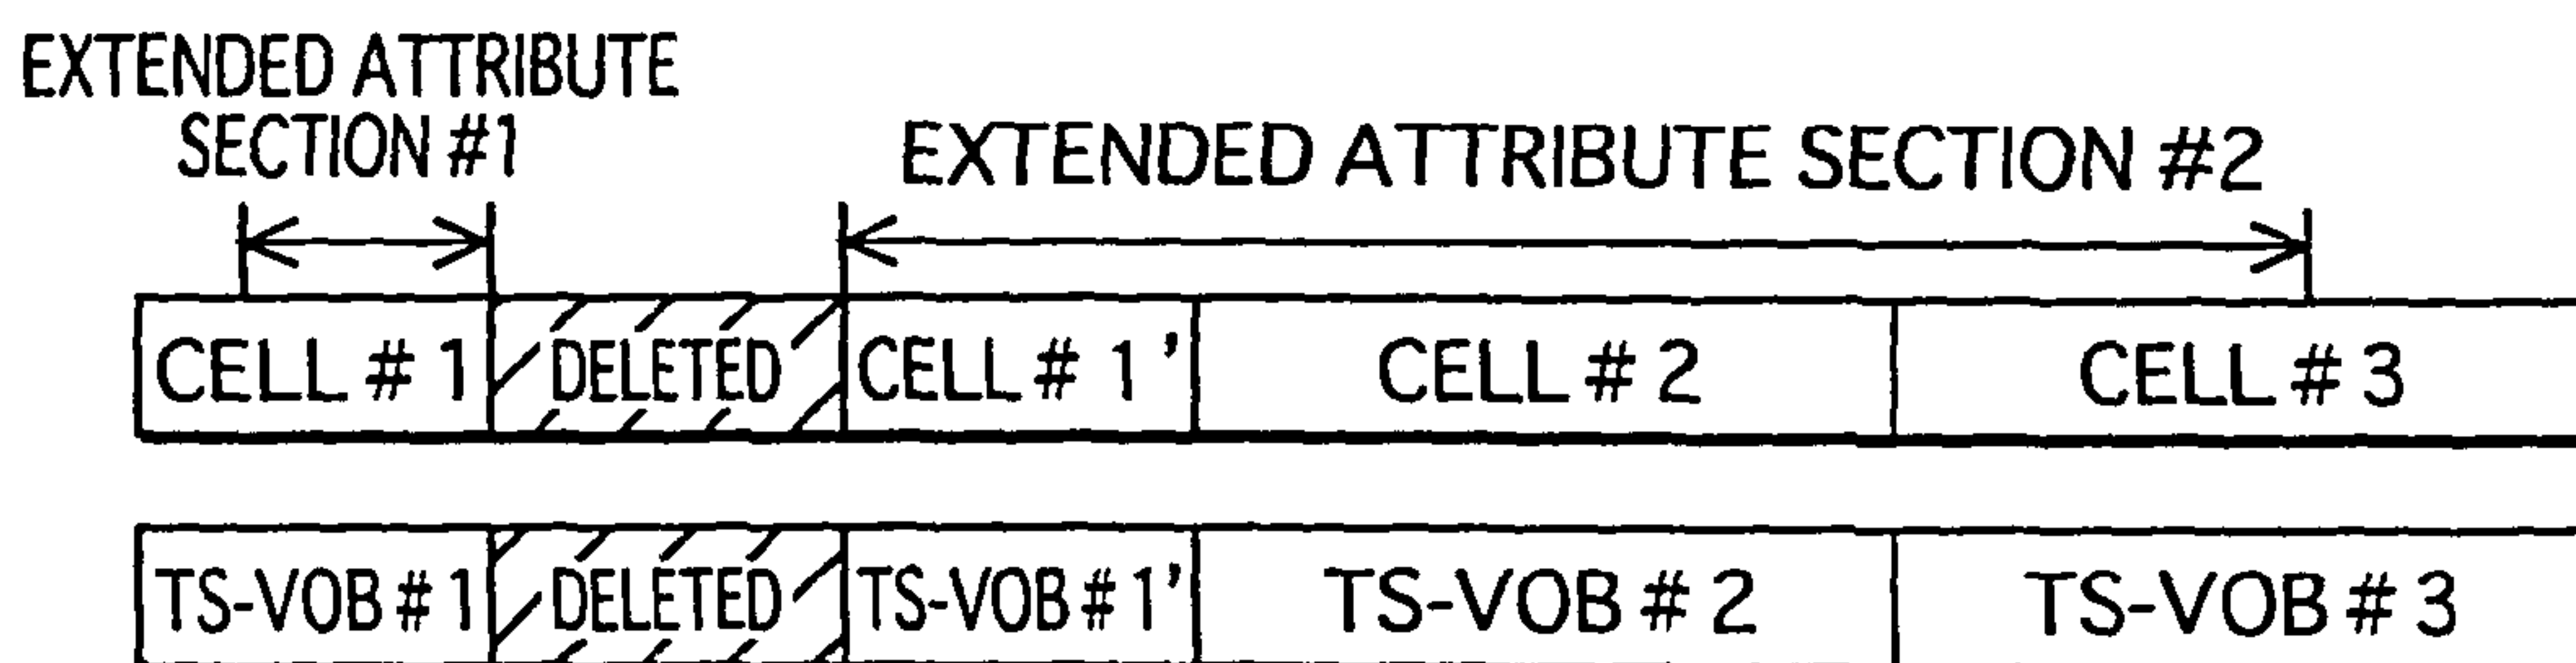 EXTENDED ATTRIBUTE
SECTION #1
EXTENDED ATTRIBUTE SECTION #2
CELL # 1 DELETED CELL # 1' CELL # 2 CELL # 3
TS-VOB # 1 DELETED TS-VOB # 1' TS-VOB # 2 TS-VOB # 3